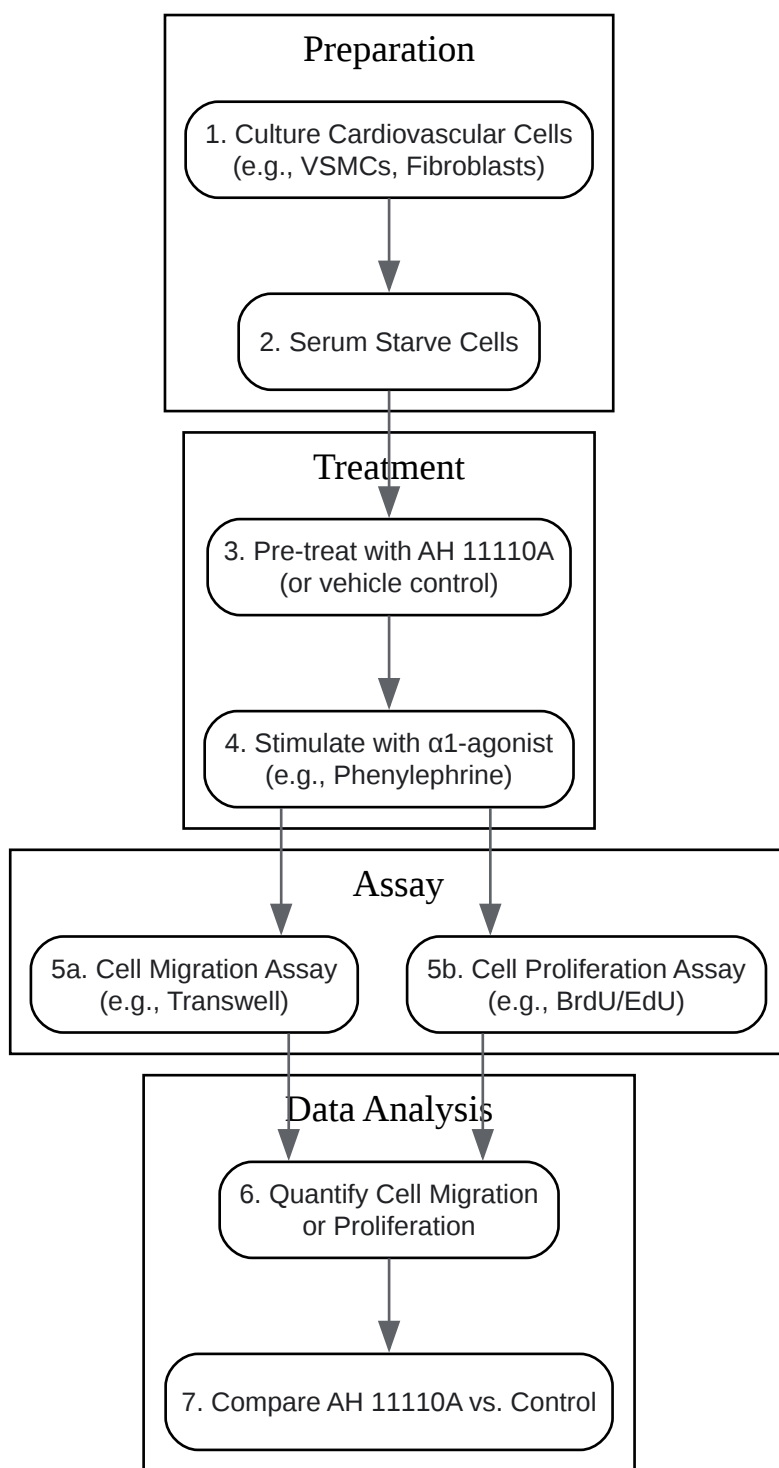 Preparation
1. Culture Cardiovascular Cells
(e.g., VSMCs, Fibroblasts)
2. Serum Starve Cells
Treatment
3. Pre-treat with AH 11110A
(or vehicle control)
4. Stimulate with α1-agonist
(e.g., Phenylephrine)
Assay
5a. Cell Migration Assay
(e.g., Transwell)
5b. Cell Proliferation Assay
(e.g., BrdU/EdU)
Data Analysis
6. Quantify Cell Migration
or Proliferation
7. Compare AH 11110A vs. Control